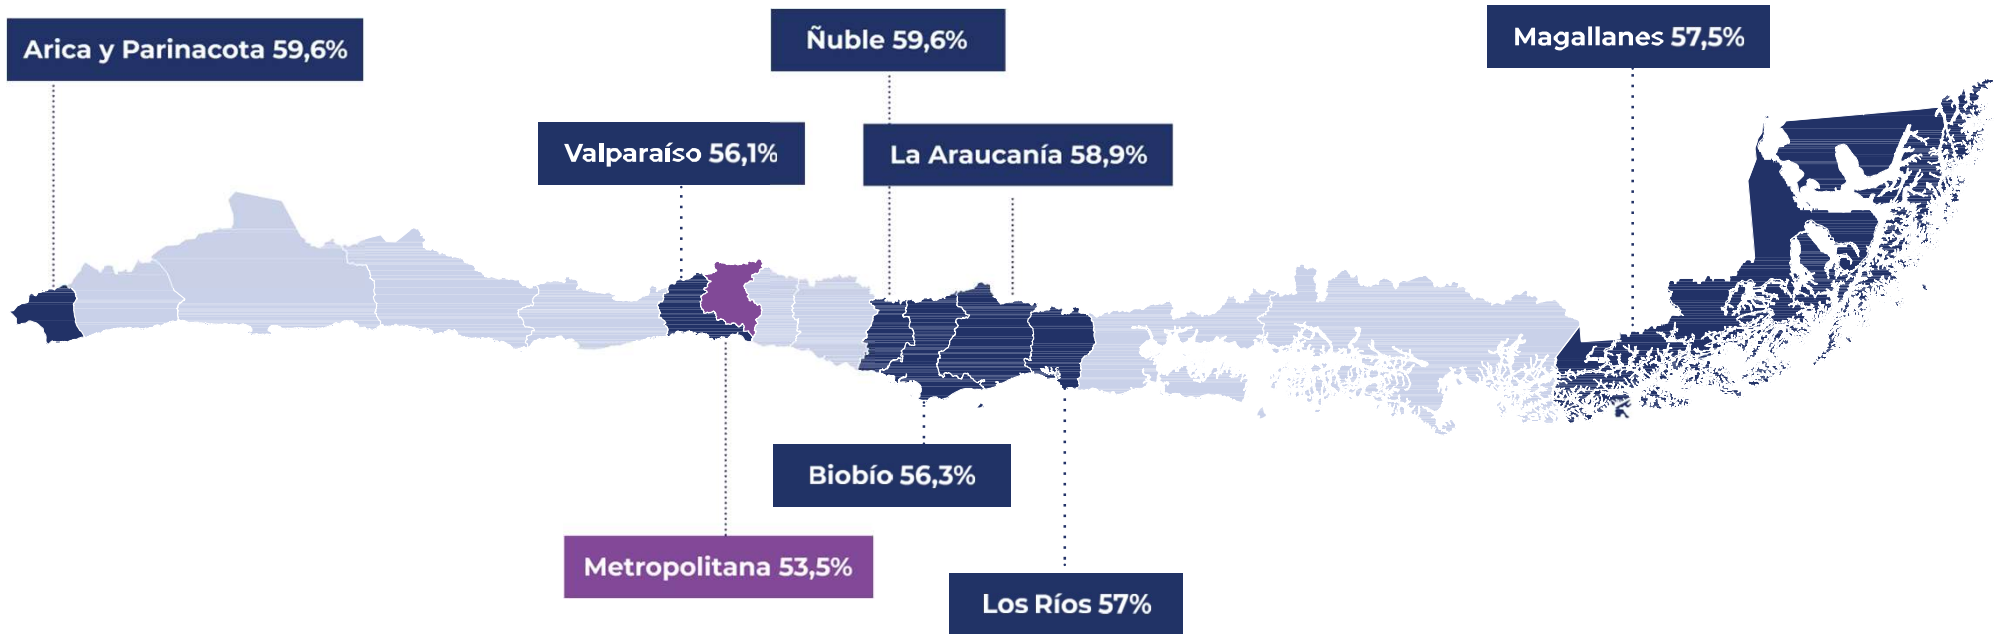 Arica y Parinacota 59,6%
Ñuble 59,6%
Magallanes 57,5%
Valparaíso 56,1%
La Araucanía 58,9%
Biobío 56,3%
Metropolitana 53,5%
Los Ríos 57%